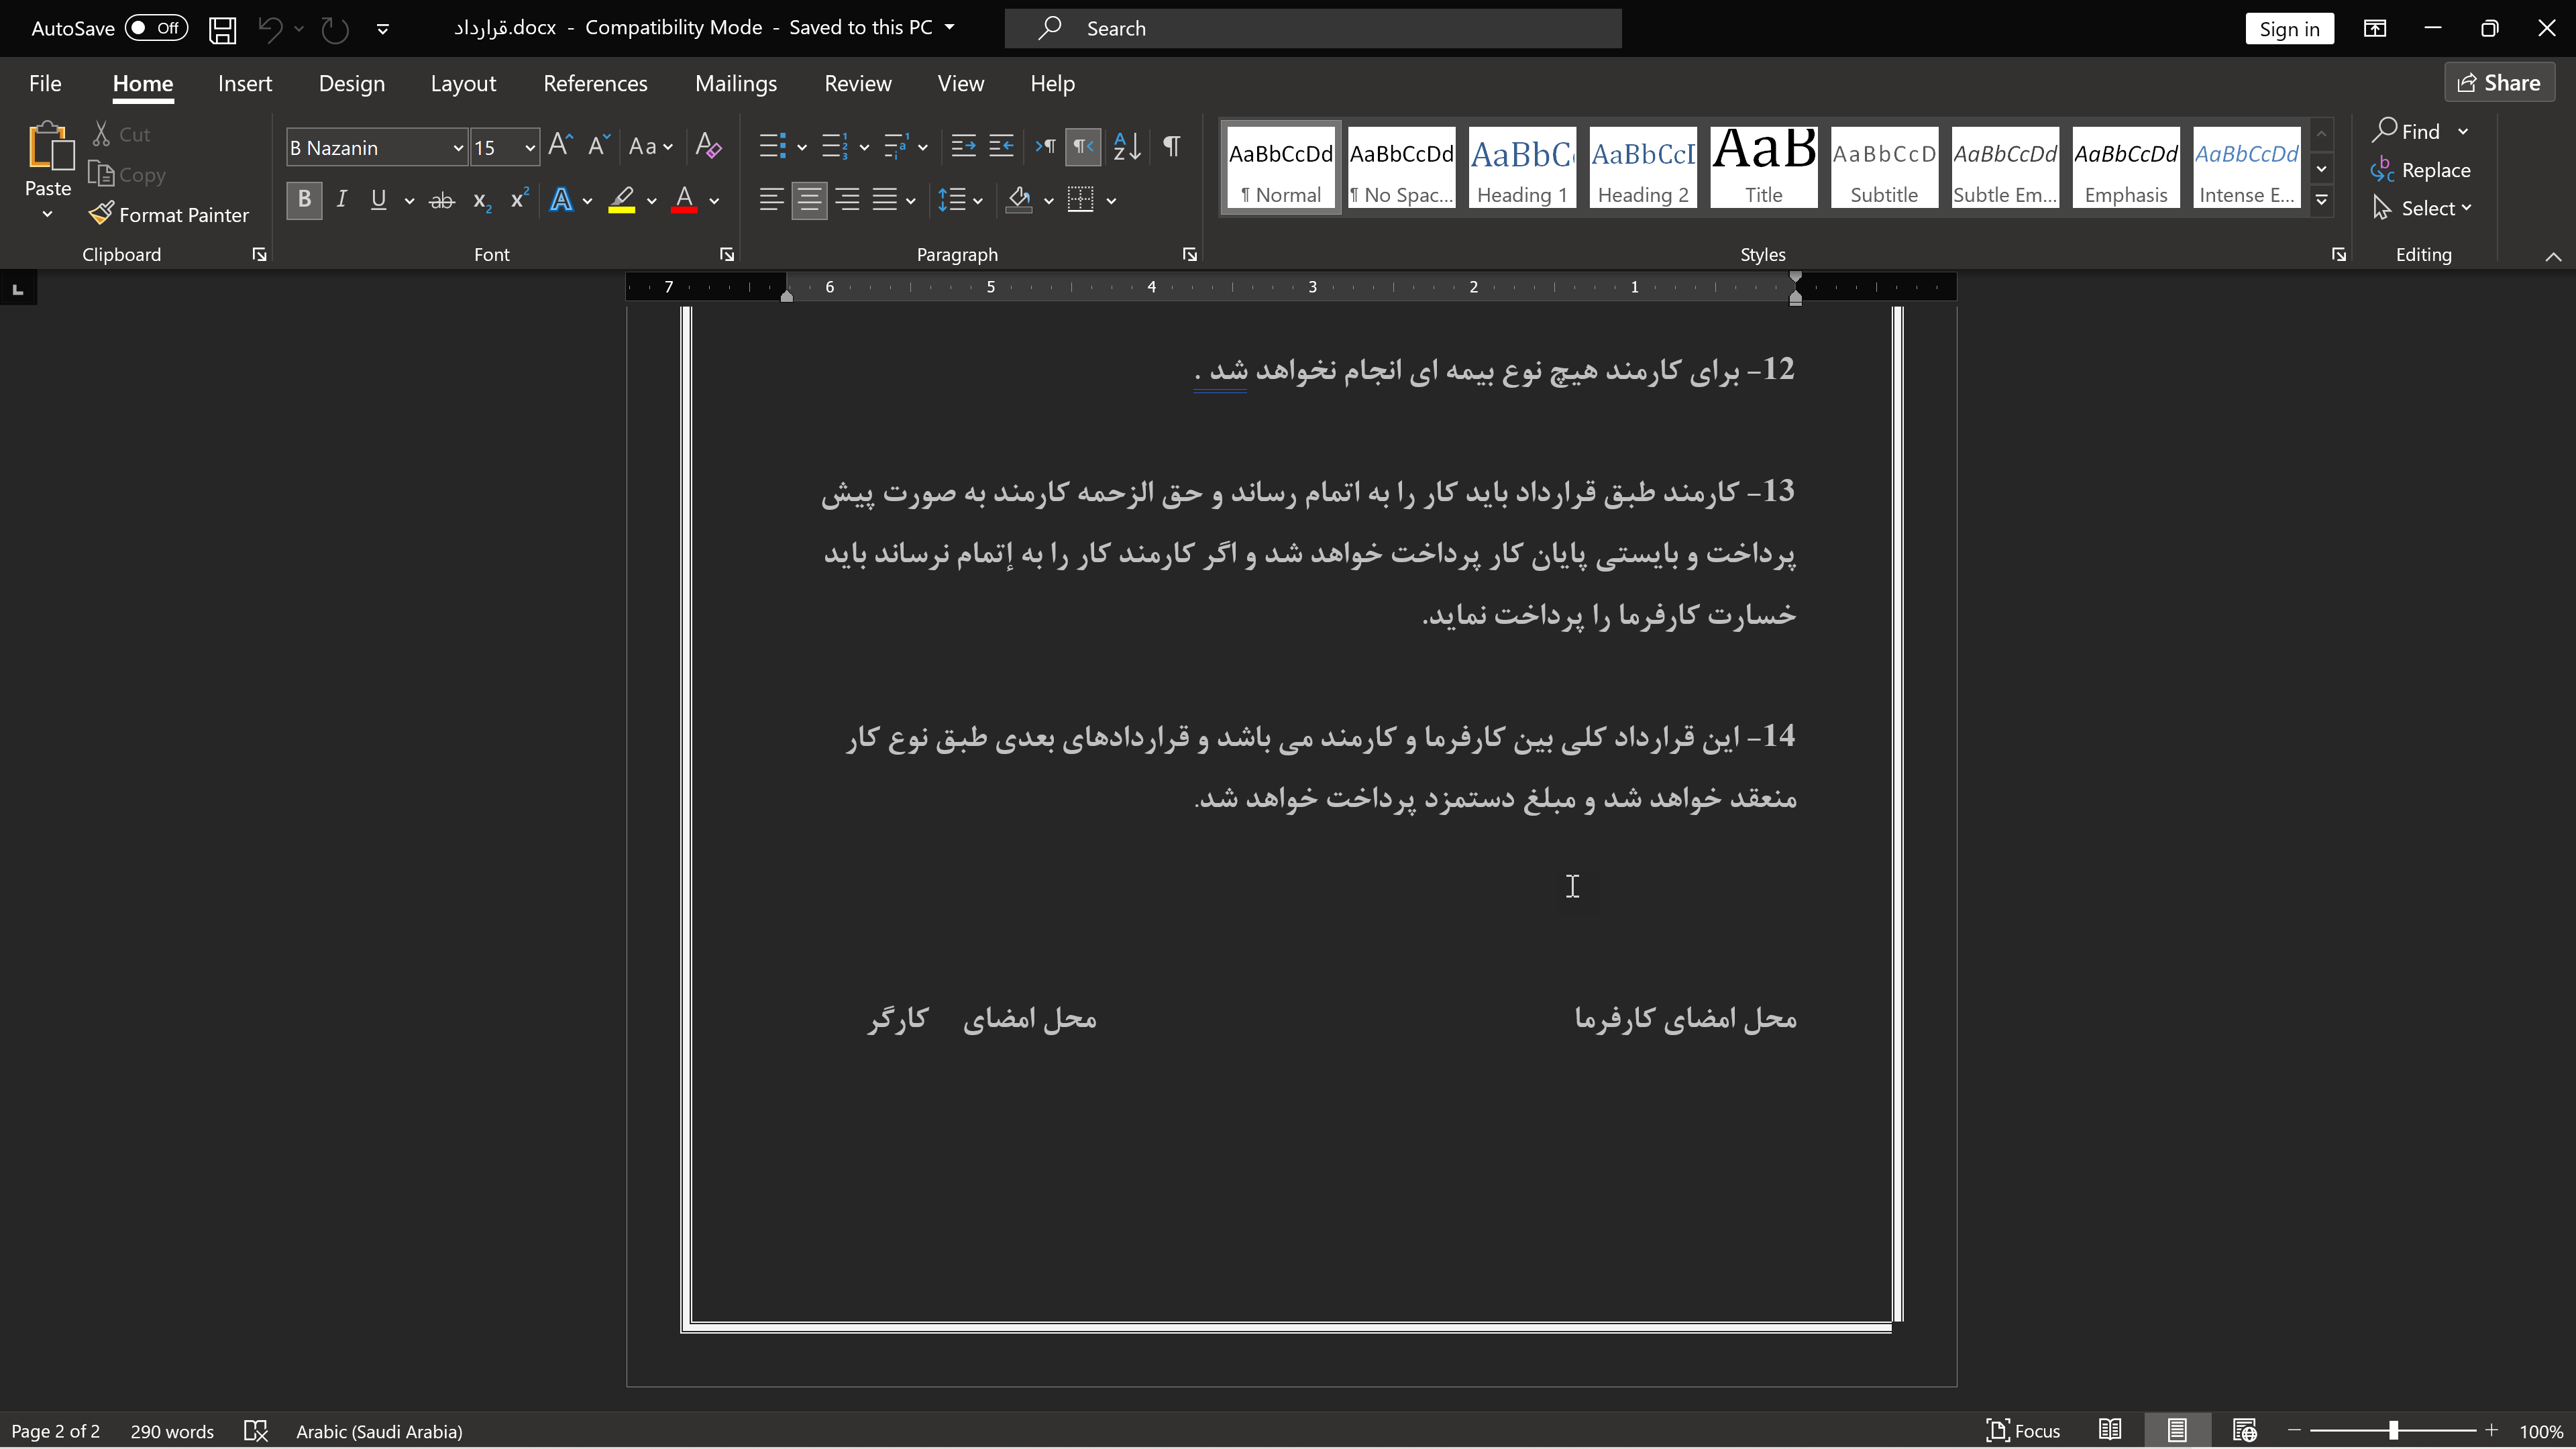 AutoSave Off قرارداد.docx - Compatibility Mode - Saved to this PC Search Sign in
File Home Insert Design Layout References Mailings Review View Help Share
Paste Cut Copy Format Painter Clipboard
B Nazanin 15 Font
Paragraph
AaBbCcDd AaBbCcDd AaBbC AaBbCcI AaB AaBbCcD AaBbCcDd AaBbCcDd AaBbCcDd
¶ Normal ¶ No Spac... Heading 1 Heading 2 Title Subtitle Subtle Em... Emphasis Intense E...
Styles
Find Replace Select Editing
7 6 5 4 3 2 1
12- برای کارمند هیچ نوع بیمه ای انجام نخواهد شد .
13- کارمند طبق قرارداد باید کار را به اتمام رساند و حق الزحمه کارمند به صورت پیش
پرداخت و بایستی پایان کار پرداخت خواهد شد و اگر کارمند کار را به إتمام نرساند باید
خسارت کارفرما را پرداخت نماید.
14- این قرارداد کلی بین کارفرما و کارمند می باشد و قراردادهای بعدی طبق نوع کار
منعقد خواهد شد و مبلغ دستمزد پرداخت خواهد شد.
محل امضای کارفرما محل امضای کارگر
Page 2 of 2 290 words Arabic (Saudi Arabia) Focus 100%